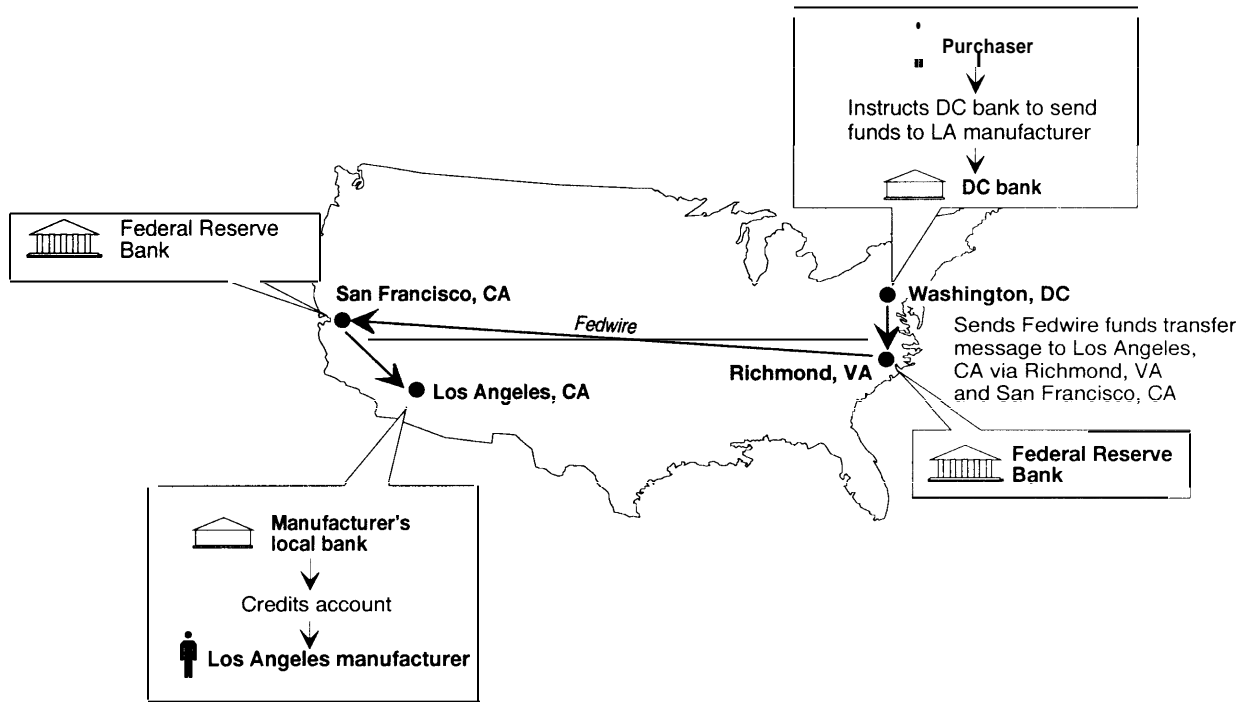 Purchaser
Instructs DC bank to send
funds to LA manufacturer
DC bank
Federal Reserve
Bank
San Francisco, CA
Washington, DC
Fedwire
Sends Fedwire funds transfer
message to Los Angeles,
CA via Richmond, VA
and San Francisco, CA
Richmond, VA
Los Angeles, CA
Federal Reserve
Bank
Manufacturer's
local bank
Credits account
Los Angeles manufacturer